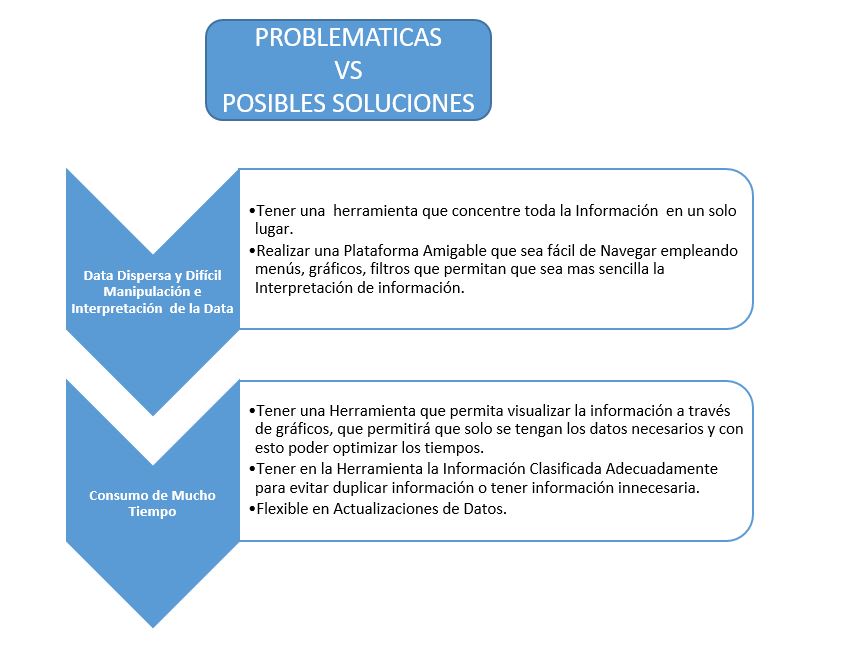 PROBLEMATICAS
VS
POSIBLES SOLUCIONES
Data Dispersa y Difícil
Manipulación e
Interpretación de la Data
•Tener una herramienta que concentre toda la Información en un solo
lugar.
•Realizar una Plataforma Amigable que sea fácil de Navegar empleando
menús, gráficos, filtros que permitan que sea mas sencilla la
Interpretación de información.
Consumo de Mucho
Tiempo
•Tener una Herramienta que permita visualizar la información a través
de gráficos, que permitirá que solo se tengan los datos necesarios y con
esto poder optimizar los tiempos.
•Tener en la Herramienta la Información Clasificada Adecuadamente
para evitar duplicar información o tener información innecesaria.
•Flexible en Actualizaciones de Datos.